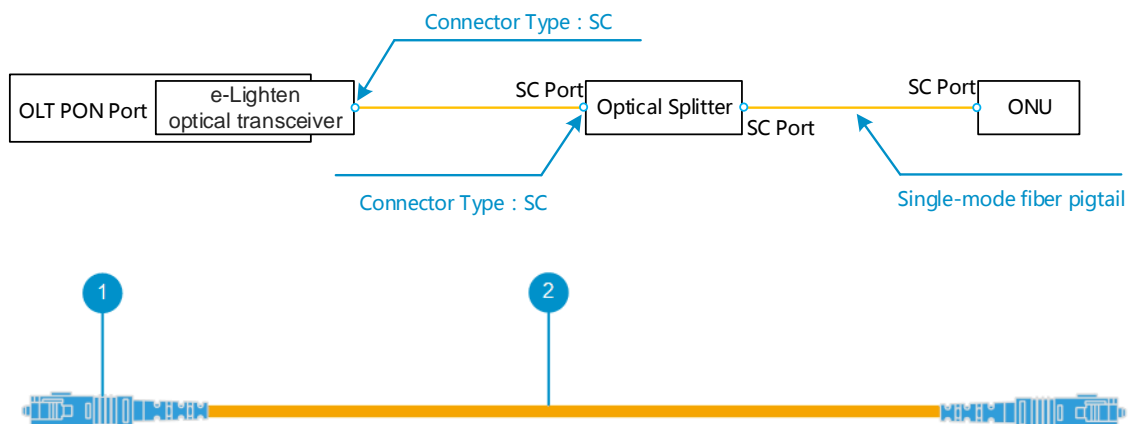 Connector Type : SC
OLT PON Port
e-Lighten
optical transceiver
SC Port
Optical Splitter
SC Port
SC Port
ONU
Connector Type : SC
Single-mode fiber pigtail
1
2